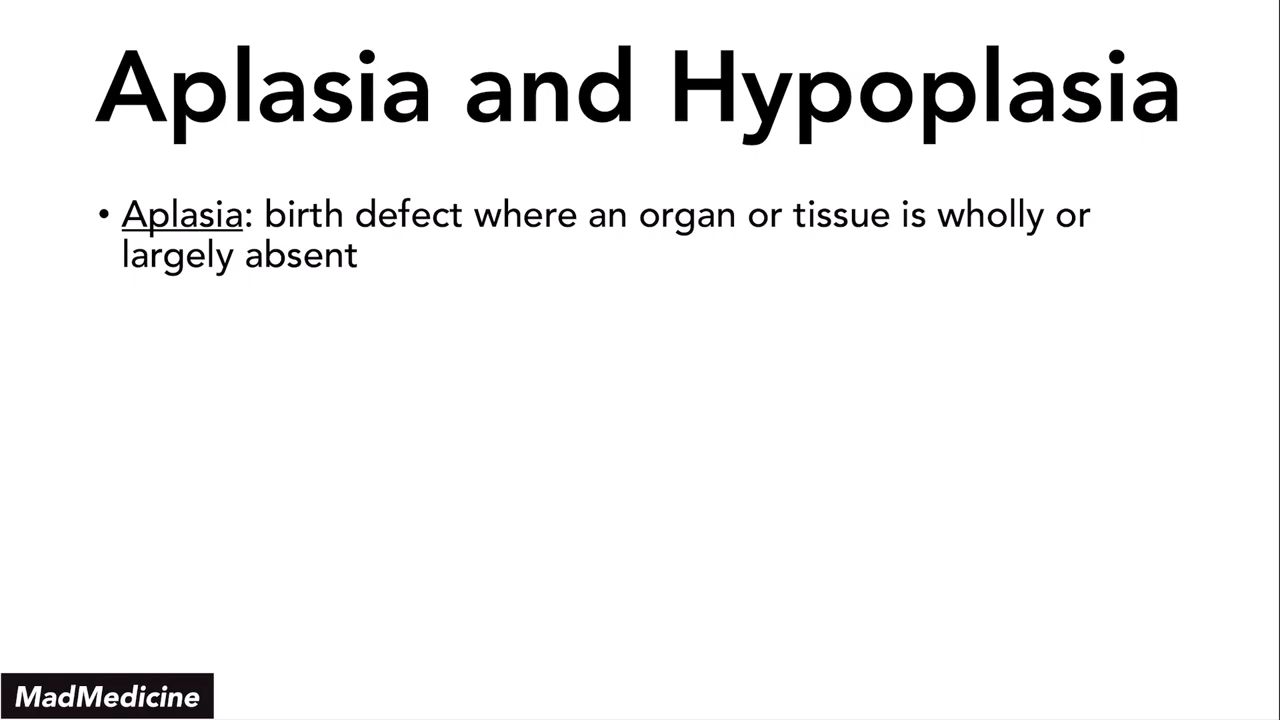 Aplasia and Hypoplasia
• Aplasia: birth defect where an organ or tissue is wholly or
largely absent
MadMedicine